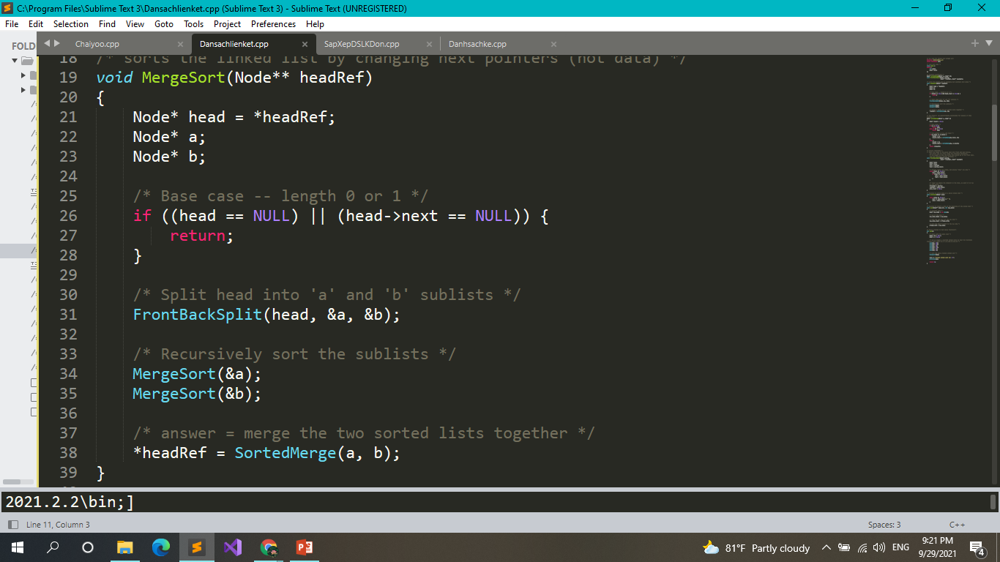 C:\Program Files\Sublime Text 3\Dansachlienket.cpp (Sublime Text 3) - Sublime Text (UNREGISTERED)
File Edit Selection Find View Goto Tools Project Preferences Help
FOLD
Chaiyoo.cpp × Dansachlienket.cpp × SapXepDSLKDon.cpp × Danhsachke.cpp ×
18 /* sorts the linked list by changing next pointers (not data) */
19 void MergeSort(Node** headRef)
20 {
21 Node* head = *headRef;
22 Node* a;
23 Node* b;
24
25 /* Base case -- length 0 or 1 */
26 if ((head == NULL) || (head->next == NULL)) {
27 return;
28 }
29
30 /* Split head into 'a' and 'b' sublists */
31 FrontBackSplit(head, &a, &b);
32
33 /* Recursively sort the sublists */
34 MergeSort(&a);
35 MergeSort(&b);
36
37 /* answer = merge the two sorted lists together */
38 *headRef = SortedMerge(a, b);
39 }
2021.2.2\bin;]
Line 11, Column 3 Spaces: 3 C++
81°F Partly cloudy ENG 9:21 PM
9/29/2021 4